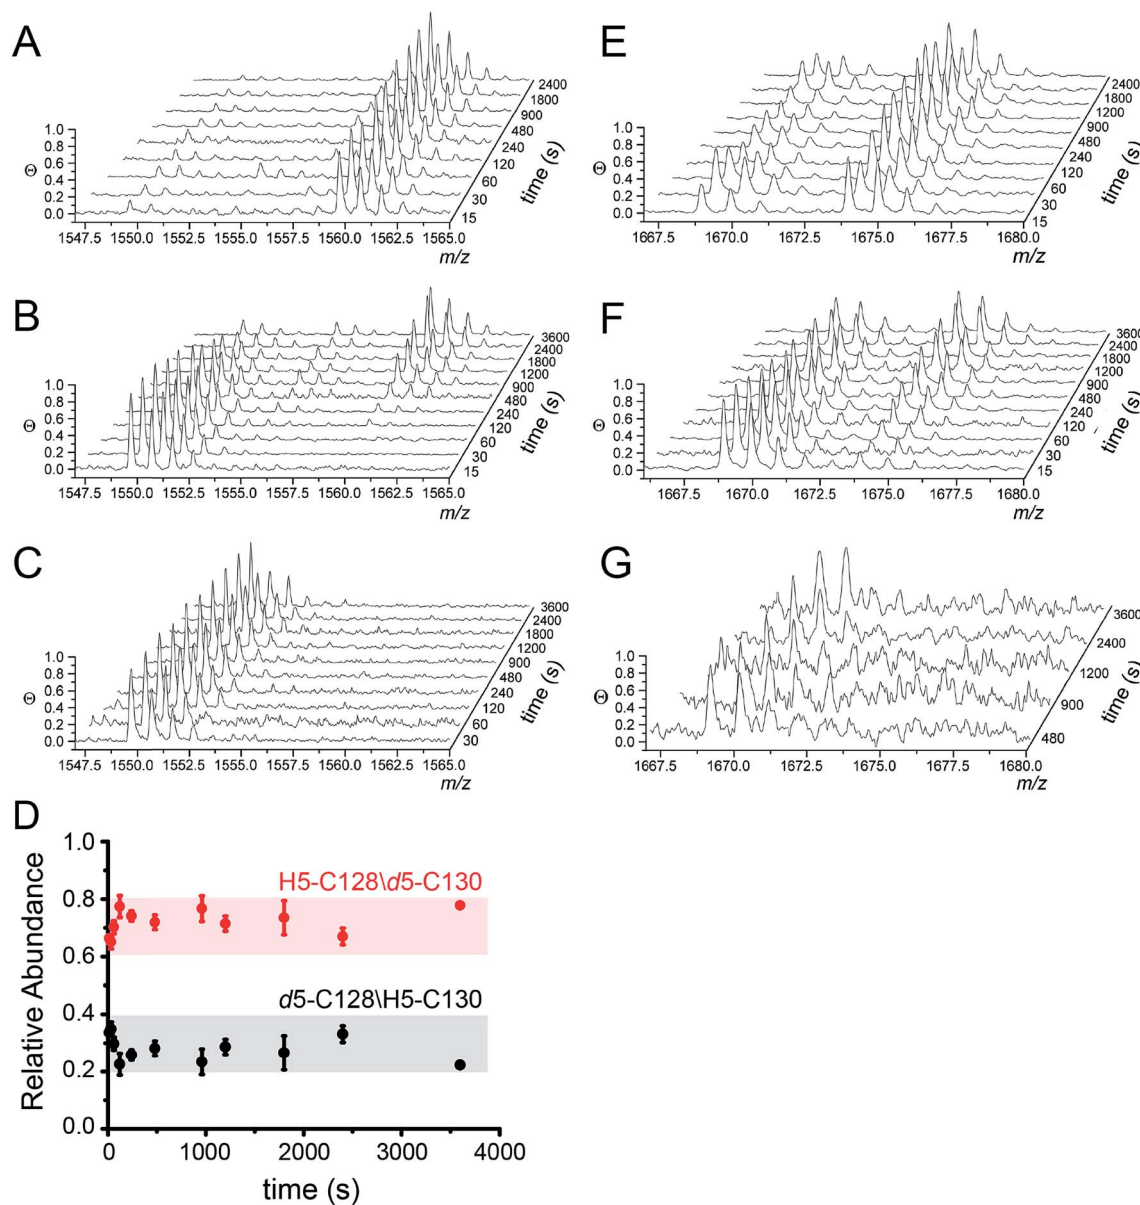 A
1.0
0.8
0.6
0.4
0.2
0.0
Θ
1547.5 1550.0 1552.5 1555.0 1557.5 1560.0 1562.5 1565.0
m/z
2400
1800
900
480
240
120
60
30
15
time (s)
E
1.0
0.8
0.6
0.4
0.2
0.0
Θ
1667.5 1670.0 1672.5 1675.0 1677.5 1680.0
m/z
2400
1800
900
480
240
120
60
30
15
time (s)
B
1.0
0.8
0.6
0.4
0.2
0.0
Θ
1547.5 1550.0 1552.5 1555.0 1557.5 1560.0 1562.5 1565.0
m/z
3600
2400
1800
1200
900
480
240
120
60
30
15
time (s)
F
1.0
0.8
0.6
0.4
0.2
0.0
Θ
1667.5 1670.0 1672.5 1675.0 1677.5 1680.0
m/z
3600
2400
1800
1200
900
480
240
120
60
30
15
time (s)
C
1.0
0.8
0.6
0.4
0.2
0.0
Θ
1547.5 1550.0 1552.5 1555.0 1557.5 1560.0 1562.5 1565.0
m/z
3600
2400
1800
1200
900
480
240
120
60
30
time (s)
G
1.0
0.8
0.6
0.4
0.2
0.0
Θ
1667.5 1670.0 1672.5 1675.0 1677.5 1680.0
m/z
3600
2400
1200
900
480
time (s)
D
Relative Abundance
1.0
0.8
0.6
0.4
0.2
0.0
H5-C128\d5-C130
d5-C128\H5-C130
0 1000 2000 3000 4000
time (s)